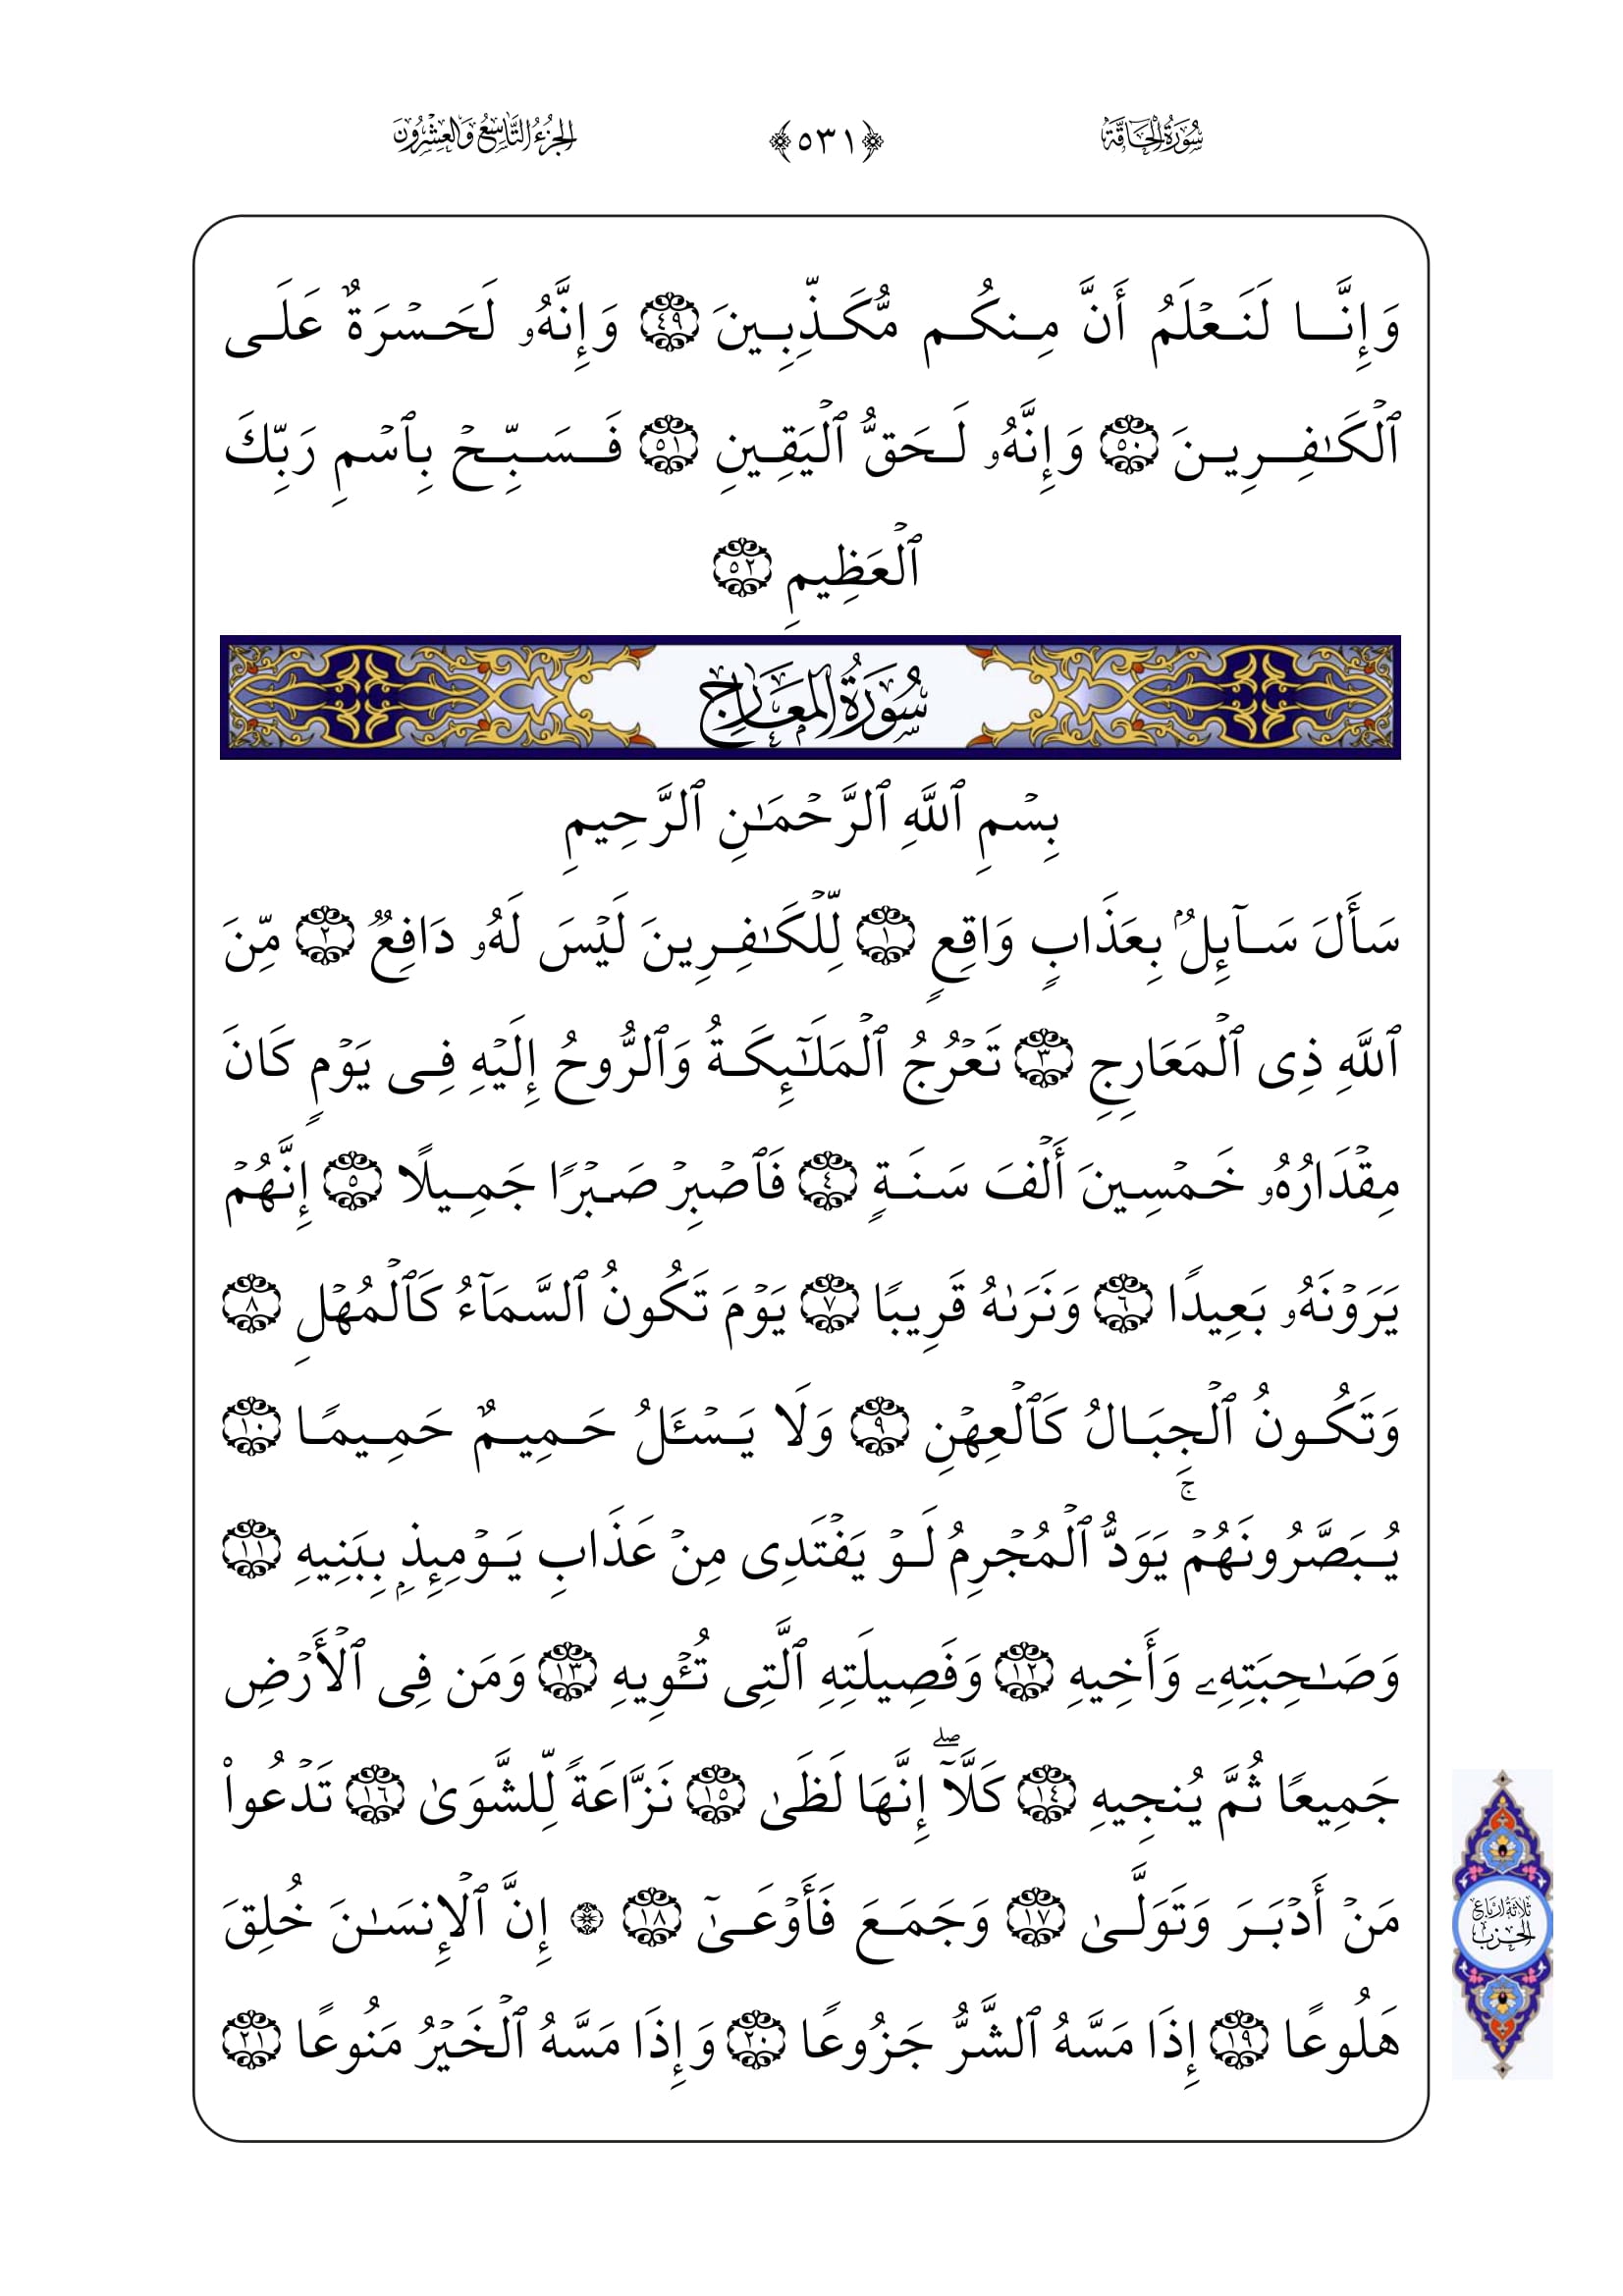 سُورَةُ الحَاقَّةِ ﴿٥٣١﴾ الجُزْءُ التَّاسِعُ وَالعِشْرُونَ
وَإِنَّا لَنَعۡلَمُ أَنَّ مِنكُم مُّكَذِّبِينَ ٤٩ وَإِنَّهُۥ لَحَسۡرَةٌ عَلَى
ٱلۡكَـٰفِرِينَ ٥٠ وَإِنَّهُۥ لَحَقُّ ٱلۡيَقِينِ ٥١ فَسَبِّحۡ بِٱسۡمِ رَبِّكَ
ٱلۡعَظِيمِ ٥٢
سُورَةُ المَعَارِجِ
بِسۡمِ ٱللَّهِ ٱلرَّحۡمَـٰنِ ٱلرَّحِيمِ
سَأَلَ سَآئِلُۢ بِعَذَابٍ وَاقِعٍ ١ لِّلۡكَـٰفِرِينَ لَيۡسَ لَهُۥ دَافِعٌ ٢ مِّنَ
ٱللَّهِ ذِى ٱلۡمَعَارِجِ ٣ تَعۡرُجُ ٱلۡمَلَـٰٓئِكَةُ وَٱلرُّوحُ إِلَيۡهِ فِى يَوۡمٍ كَانَ
مِقۡدَارُهُۥ خَمۡسِينَ أَلۡفَ سَنَةٍ ٤ فَٱصۡبِرۡ صَبۡرًا جَمِيلًا ٥ إِنَّهُمۡ
يَرَوۡنَهُۥ بَعِيدًا ٦ وَنَرَىٰهُ قَرِيبًا ٧ يَوۡمَ تَكُونُ ٱلسَّمَآءُ كَٱلۡمُهۡلِ ٨
وَتَكُونُ ٱلۡجِبَالُ كَٱلۡعِهۡنِ ٩ وَلَا يَسۡـَٔلُ حَمِيمٌ حَمِيمًا ١٠
يُبَصَّرُونَهُمۡۚ يَوَدُّ ٱلۡمُجۡرِمُ لَوۡ يَفۡتَدِى مِنۡ عَذَابِ يَوۡمِئِذِۭ بِبَنِيهِ ١١
وَصَـٰحِبَتِهِۦ وَأَخِيهِ ١٢ وَفَصِيلَتِهِ ٱلَّتِى تُـٔۡوِيهِ ١٣ وَمَن فِى ٱلۡأَرۡضِ
جَمِيعًا ثُمَّ يُنجِيهِ ١٤ كَلَّآۖ إِنَّهَا لَظَىٰ ١٥ نَزَّاعَةً لِّلشَّوَىٰ ١٦ تَدۡعُوا۟
مَنۡ أَدۡبَرَ وَتَوَلَّىٰ ١٧ وَجَمَعَ فَأَوۡعَىٰٓ ١٨ ۞ إِنَّ ٱلۡإِنسَـٰنَ خُلِقَ
هَلُوعًا ١٩ إِذَا مَسَّهُ ٱلشَّرُّ جَزُوعًا ٢٠ وَإِذَا مَسَّهُ ٱلۡخَيۡرُ مَنُوعًا ٢١
ثَلَاثَةُ أَرْبَاعِ
الحِزْبِ